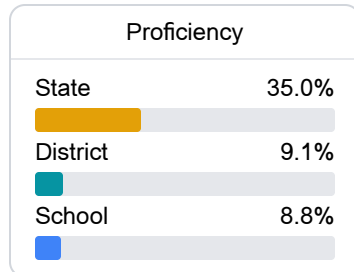 Proficiency
State 35.0%
District 9.1%
School 8.8%